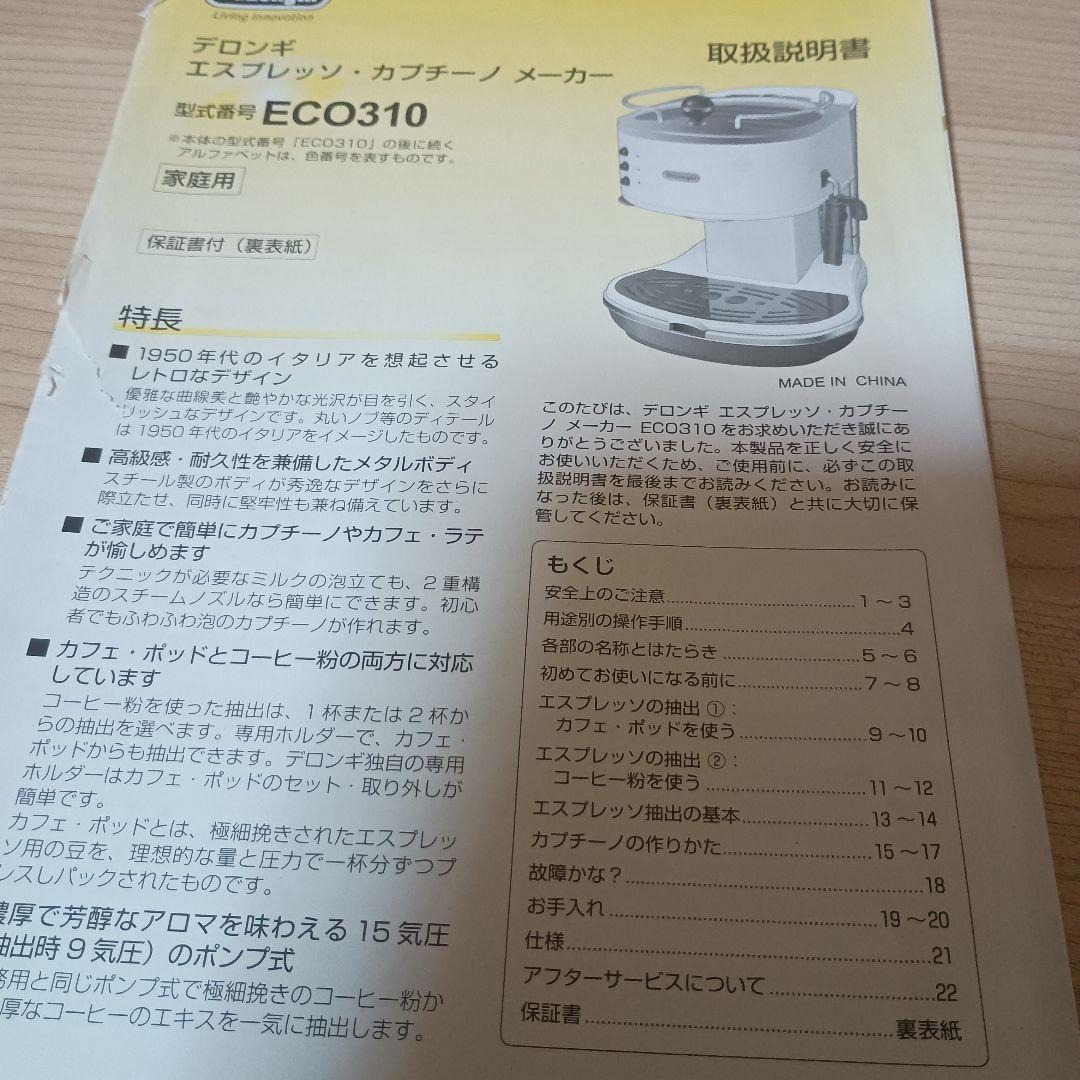 Living innovation
デロンギ
エスプレッソ・カプチーノ メーカー
取扱説明書
型式番号 ECO310
※本体の型式番号「ECO310」の後に続く
アルファベットは、色番号を表すものです。
家庭用
保証書付（裏表紙）
特長
■ 1950年代のイタリアを想起させる
レトロなデザイン
優雅な曲線美と艶やかな光沢が目を引く、スタイ
リッシュなデザインです。丸いノブ等のディテール
は1950年代のイタリアをイメージしたものです。
■ 高級感・耐久性を兼備したメタルボディ
スチール製のボディが秀逸なデザインをさらに
際立たせ、同時に堅牢性も兼ね備えています。
■ ご家庭で簡単にカプチーノやカフェ・ラテ
が愉しめます
テクニックが必要なミルクの泡立ても、2重構
造のスチームノズルなら簡単にできます。初心
者でもふわふわ泡のカプチーノが作れます。
■ カフェ・ポッドとコーヒー粉の両方に対応
しています
コーヒー粉を使った抽出は、1杯または2杯か
らの抽出を選べます。専用ホルダーで、カフェ・
ポッドからも抽出できます。デロンギ独自の専用
ホルダーはカフェ・ポッドのセット・取り外しが
簡単です。
カフェ・ポッドとは、極細挽きされたエスプレッ
ソ用の豆を、理想的な量と圧力で一杯分ずつプ
レスしパックされたものです。
濃厚で芳醇なアロマを味わえる15気圧
抽出時9気圧）のポンプ式
務用と同じポンプ式で極細挽きのコーヒー粉か
厚なコーヒーのエキスを一気に抽出します。
MADE IN CHINA
このたびは、デロンギ エスプレッソ・カプチー
ノ メーカー ECO310をお求めいただき誠にあ
りがとうございました。本製品を正しく安全に
お使いいただくため、ご使用前に、必ずこの取
扱説明書を最後までお読みください。お読みに
なった後は、保証書（裏表紙）と共に大切に保
管してください。
もくじ
安全上のご注意..........1～3
用途別の操作手順..........4
各部の名称とはたらき..........5～6
初めてお使いになる前に..........7～8
エスプレッソの抽出 ①：
カフェ・ポッドを使う..........9～10
エスプレッソの抽出 ②：
コーヒー粉を使う..........11～12
エスプレッソ抽出の基本..........13～14
カプチーノの作りかた..........15～17
故障かな？..........18
お手入れ..........19～20
仕様..........21
アフターサービスについて..........22
保証書..........裏表紙